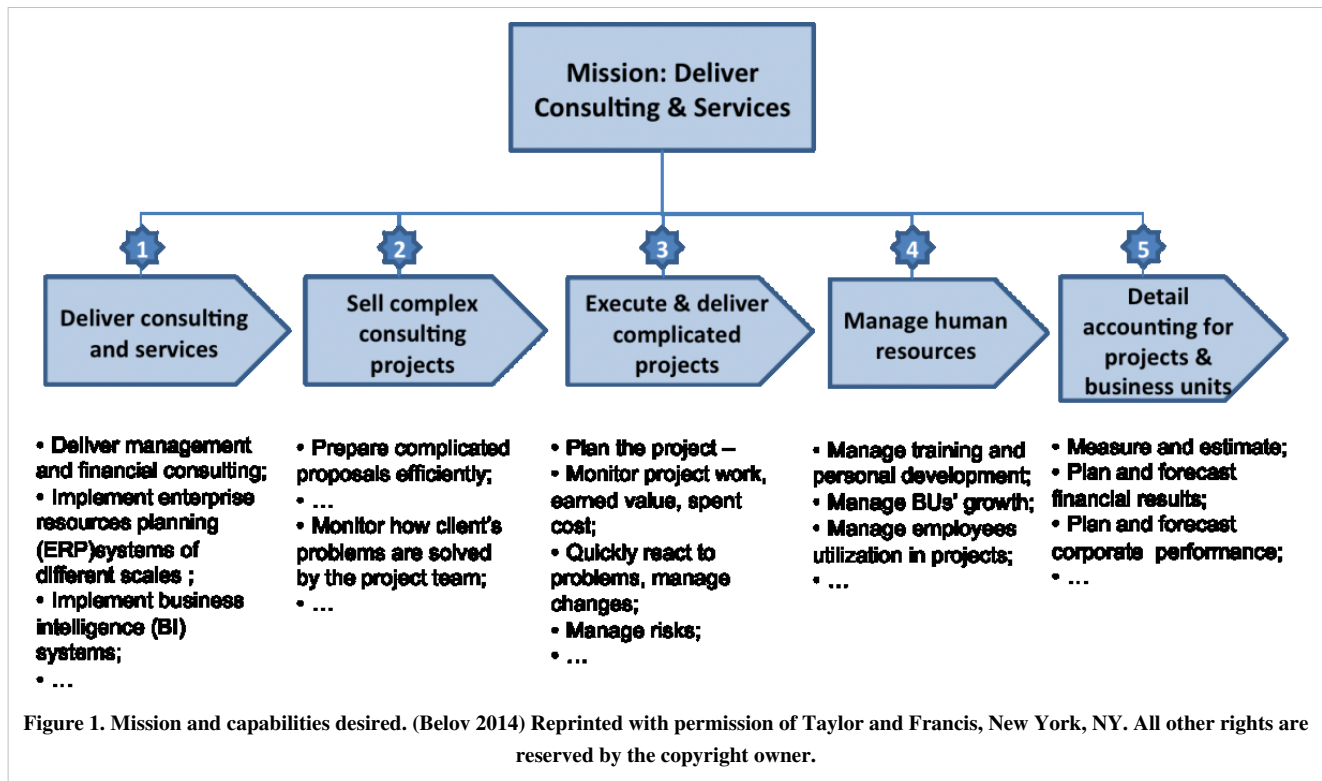 Mission: Deliver
Consulting & Services
1
2
3
4
5
Deliver consulting
and services
Sell complex
consulting
projects
Execute & deliver
complicated
projects
Manage human
resources
Detail
accounting for
projects &
business units
• Deliver management
and financial consulting;
• Implement enterprise
resources planning
(ERP)systems of
different scales ;
• Implement business
intelligence (BI)
systems;
• ...
• Prepare complicated
proposals efficiently;
• ...
• Monitor how client's
problems are solved
by the project team;
• ...
• Plan the project –
• Monitor project work,
earned value, spent
cost;
• Quickly react to
problems, manage
changes;
• Manage risks;
• ...
• Manage training and
personal development;
• Manage BUs' growth;
• Manage employees
utilization in projects;
• ...
• Measure and estimate;
• Plan and forecast
financial results;
• Plan and forecast
corporate performance;
• ...
Figure 1. Mission and capabilities desired. (Belov 2014) Reprinted with permission of Taylor and Francis, New York, NY. All other rights are
reserved by the copyright owner.